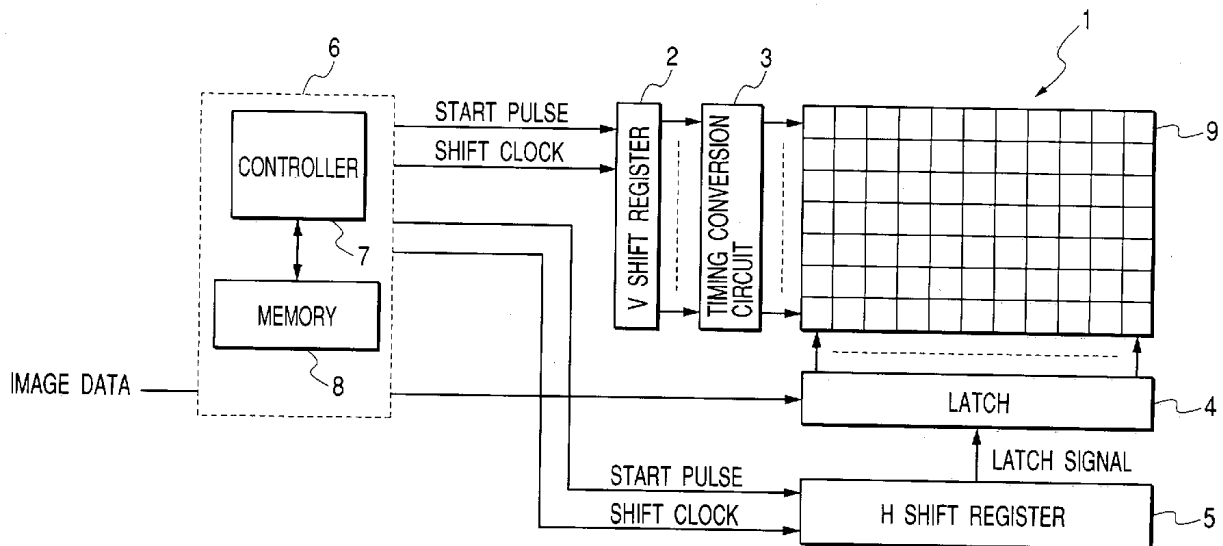 1
6
2
3
START PULSE
SHIFT CLOCK
CONTROLLER
7
MEMORY
8
V SHIFT REGISTER
TIMING CONVERSION
CIRCUIT
9
IMAGE DATA
LATCH
4
LATCH SIGNAL
START PULSE
SHIFT CLOCK
H SHIFT REGISTER
5